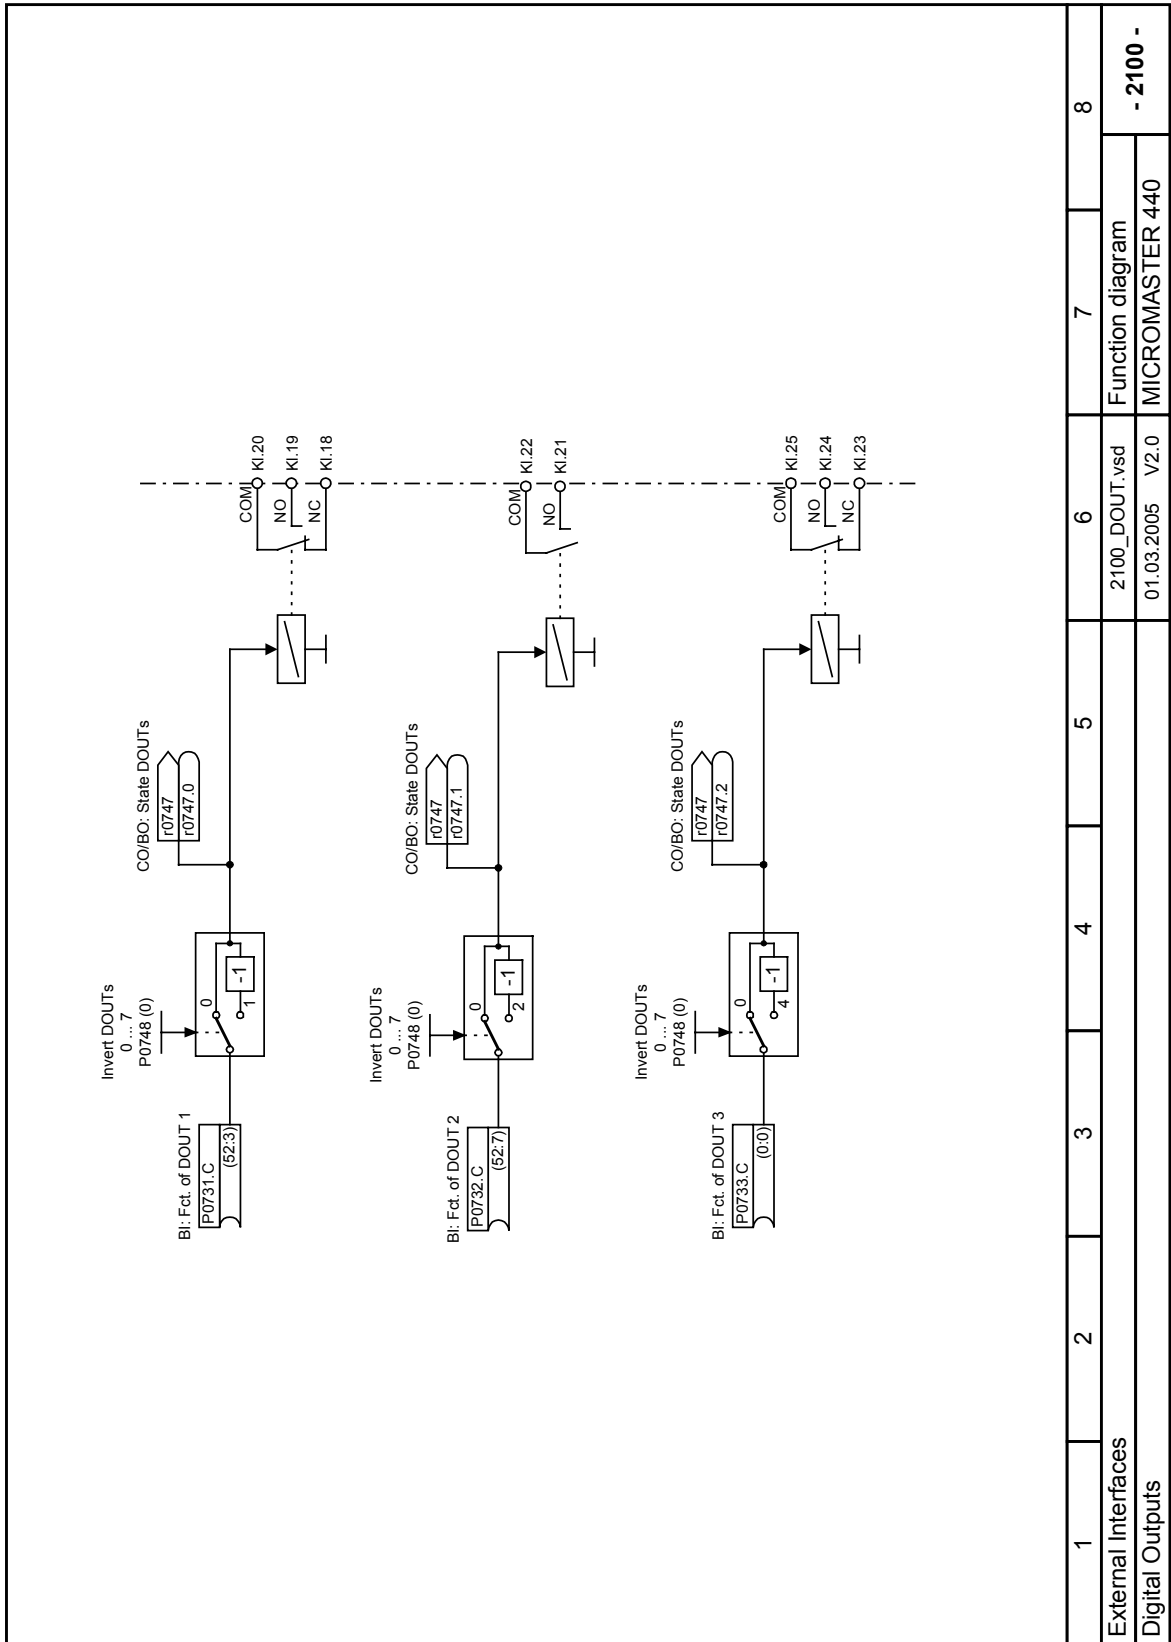 BI: Fct. of DOUT 1
P0731.C
(52:3)
Invert DOUTs
0 ... 7
P0748 (0)
0
1
-1
CO/BO: State DOUTs
r0747
r0747.0
COM
Kl.20
NO
Kl.19
NC
Kl.18
BI: Fct. of DOUT 2
P0732.C
(52:7)
Invert DOUTs
0 ... 7
P0748 (0)
0
2
-1
CO/BO: State DOUTs
r0747
r0747.1
COM
Kl.22
NO
Kl.21
BI: Fct. of DOUT 3
P0733.C
(0:0)
Invert DOUTs
0 ... 7
P0748 (0)
0
4
-1
CO/BO: State DOUTs
r0747
r0747.2
COM
Kl.25
NO
Kl.24
NC
Kl.23
1 2 3 4 5 6 7 8
External Interfaces
2100_DOUT.vsd
Function diagram
- 2100 -
Digital Outputs
01.03.2005 V2.0
MICROMASTER 440